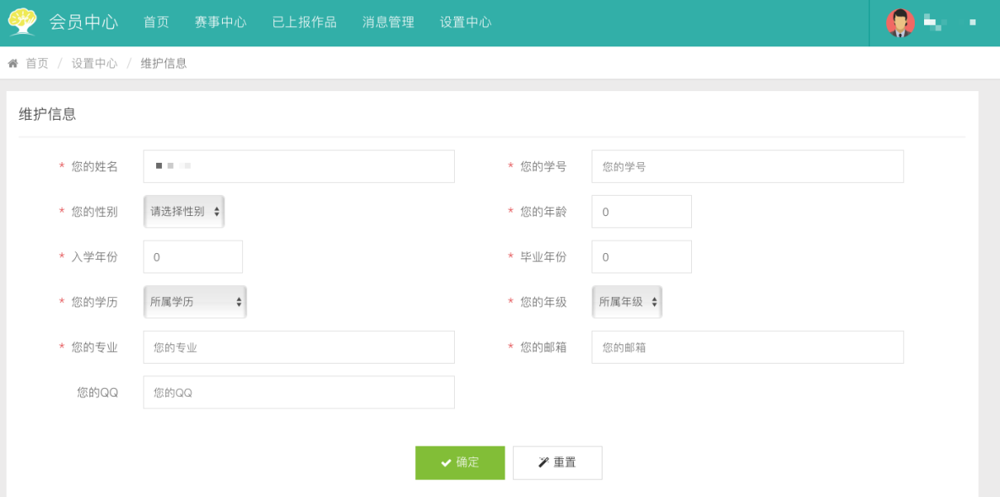 会员中心 首页 赛事中心 已上报作品 消息管理 设置中心
首页 / 设置中心 / 维护信息
维护信息
* 您的姓名 * 您的学号 您的学号
* 您的性别 请选择性别 * 您的年龄 0
* 入学年份 0 * 毕业年份 0
* 您的学历 所属学历 * 您的年级 所属年级
* 您的专业 您的专业 * 您的邮箱 您的邮箱
您的QQ 您的QQ
确定 重置